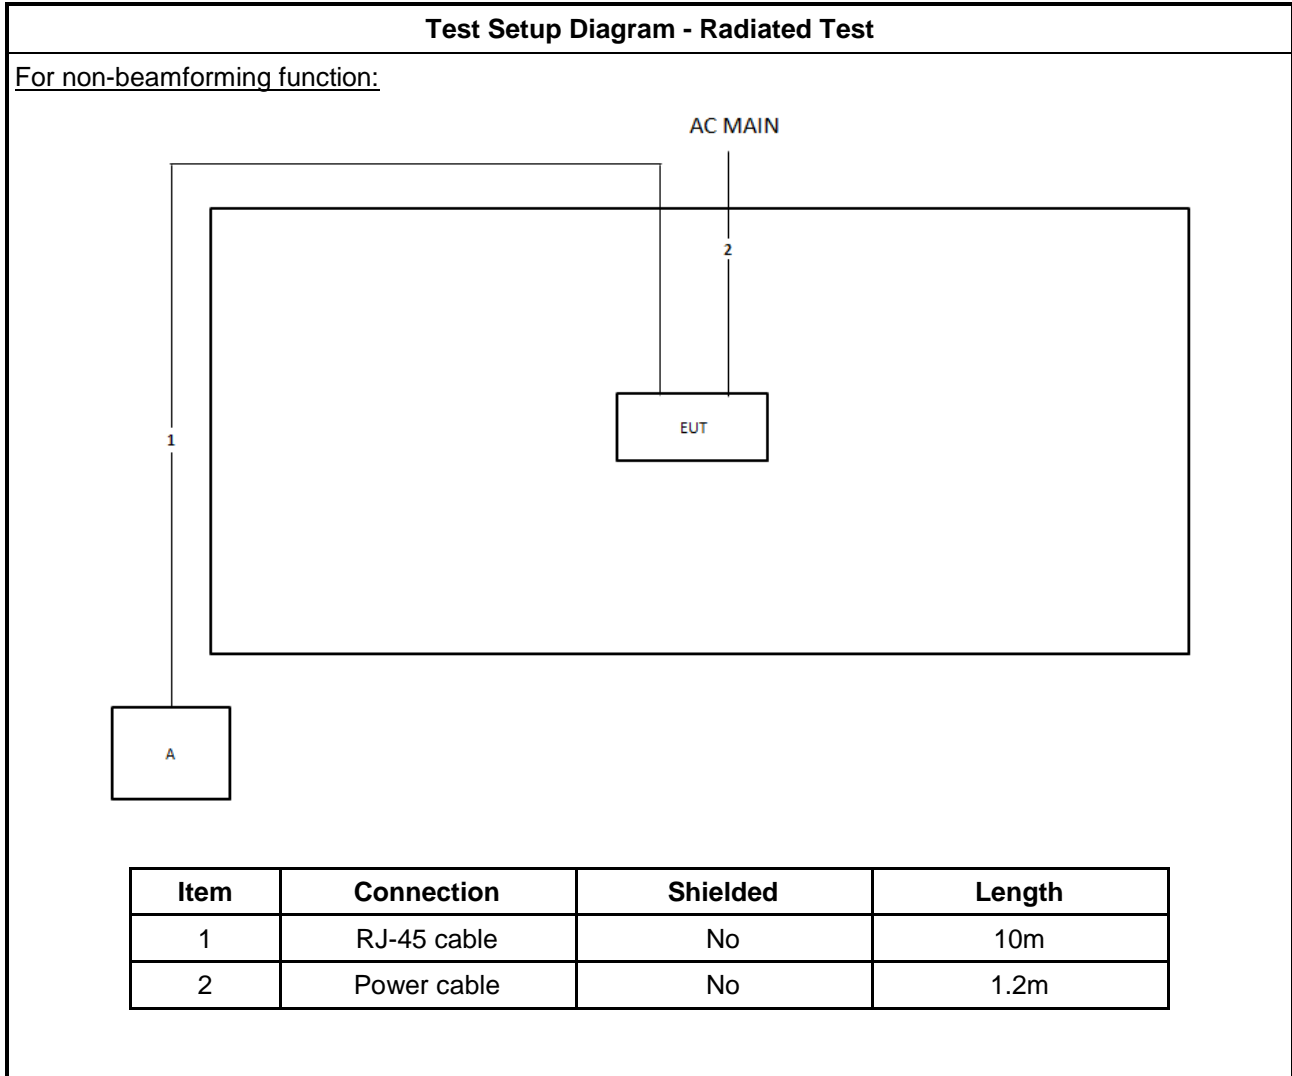 Test Setup Diagram - Radiated Test
For non-beamforming function:
AC MAIN
2
1
EUT
A
Item Connection Shielded Length
1 RJ-45 cable No 10m
2 Power cable No 1.2m